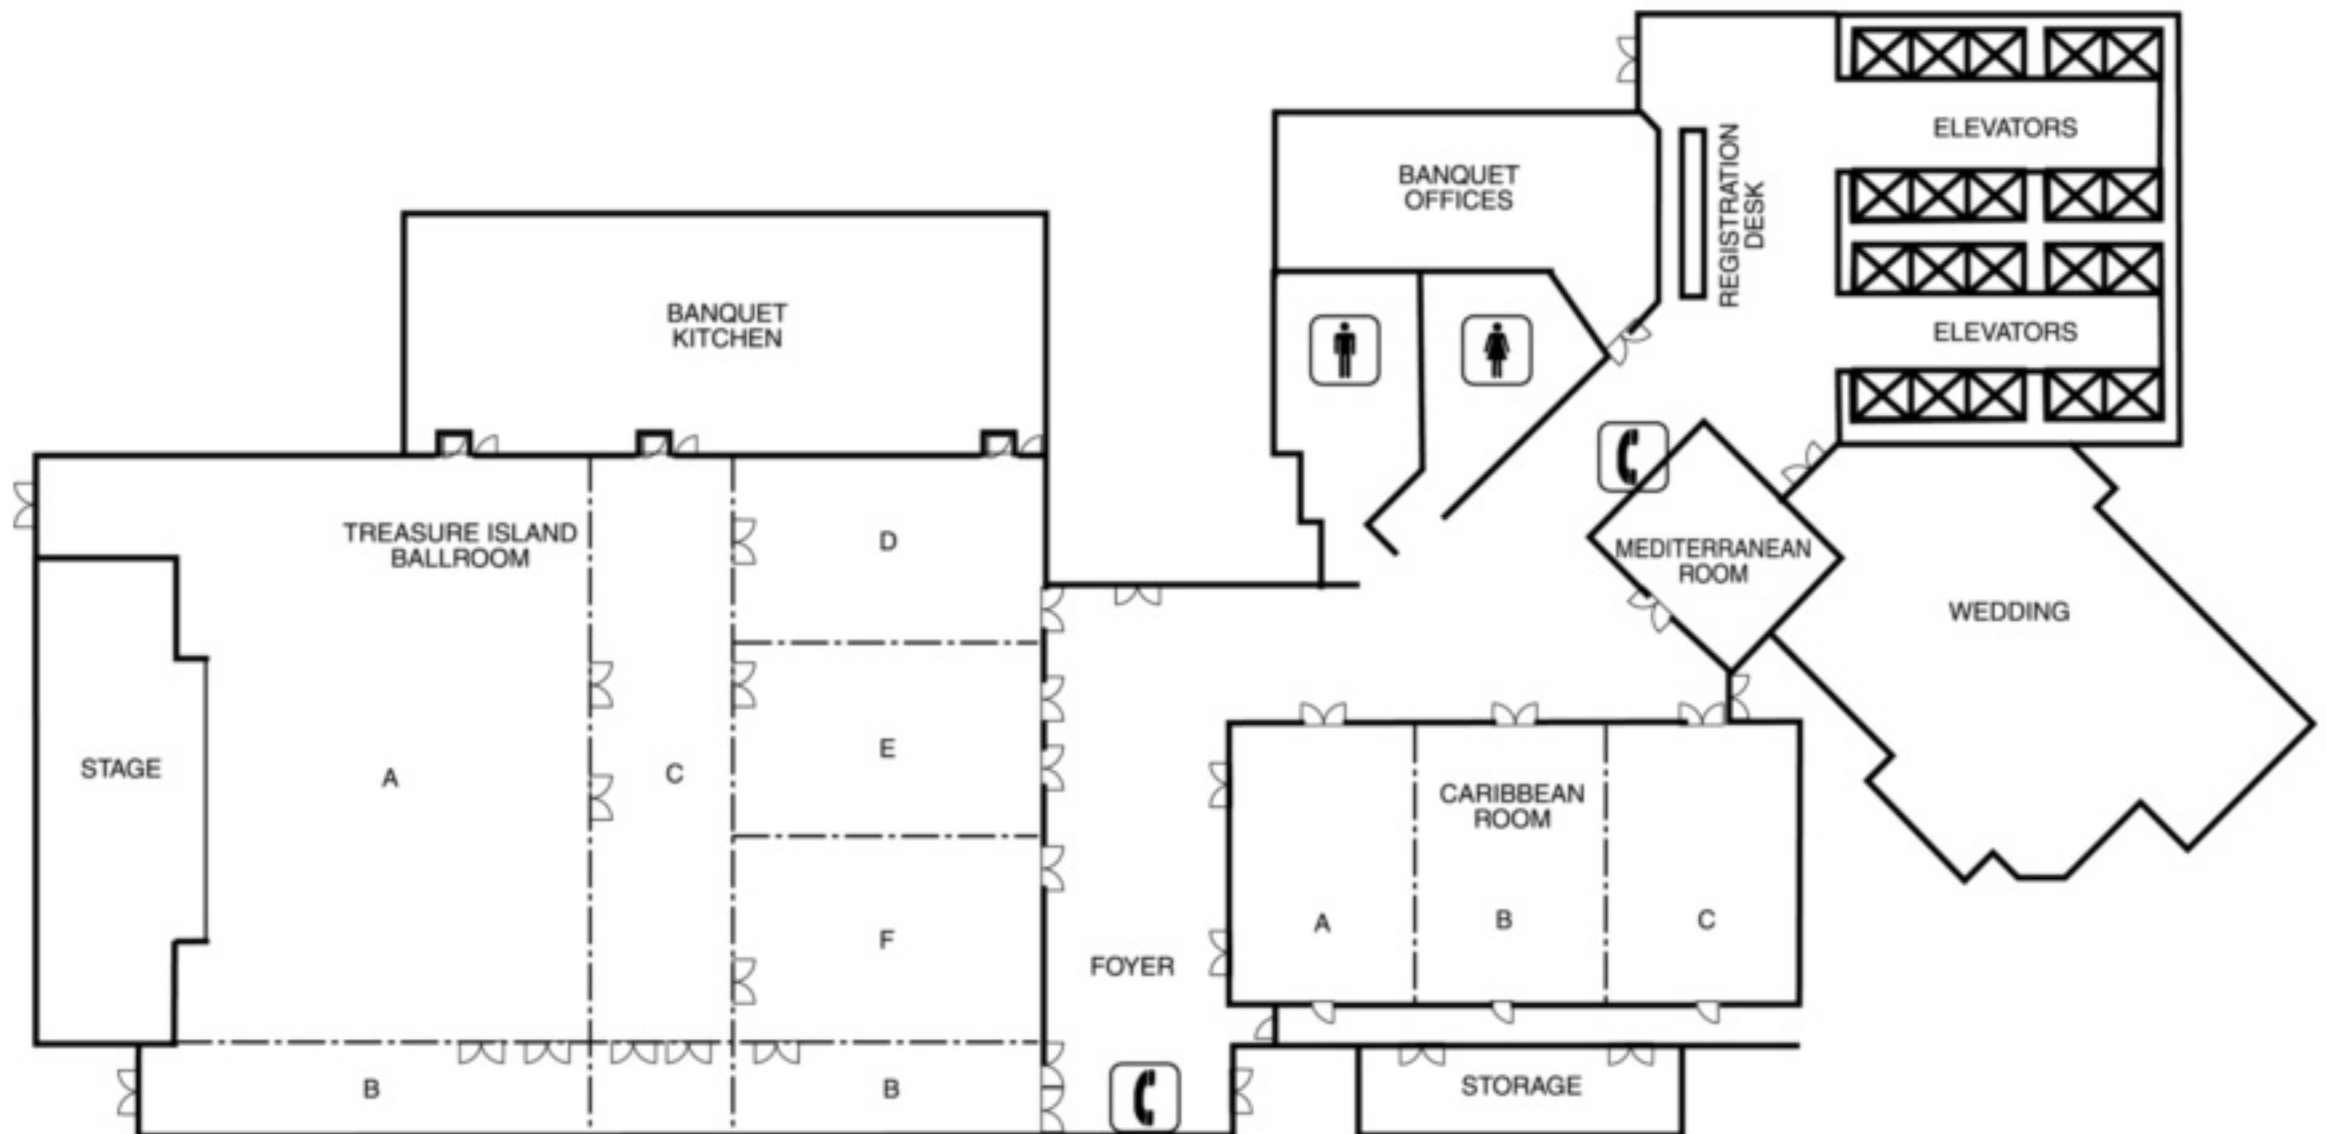 ELEVATORS
REGISTRATION
DESK
BANQUET
OFFICES
BANQUET
KITCHEN
ELEVATORS
TREASURE ISLAND
BALLROOM
D
MEDITERRANEAN
ROOM
WEDDING
STAGE
A
C
E
CARIBBEAN
ROOM
A
B
C
F
FOYER
B
B
STORAGE